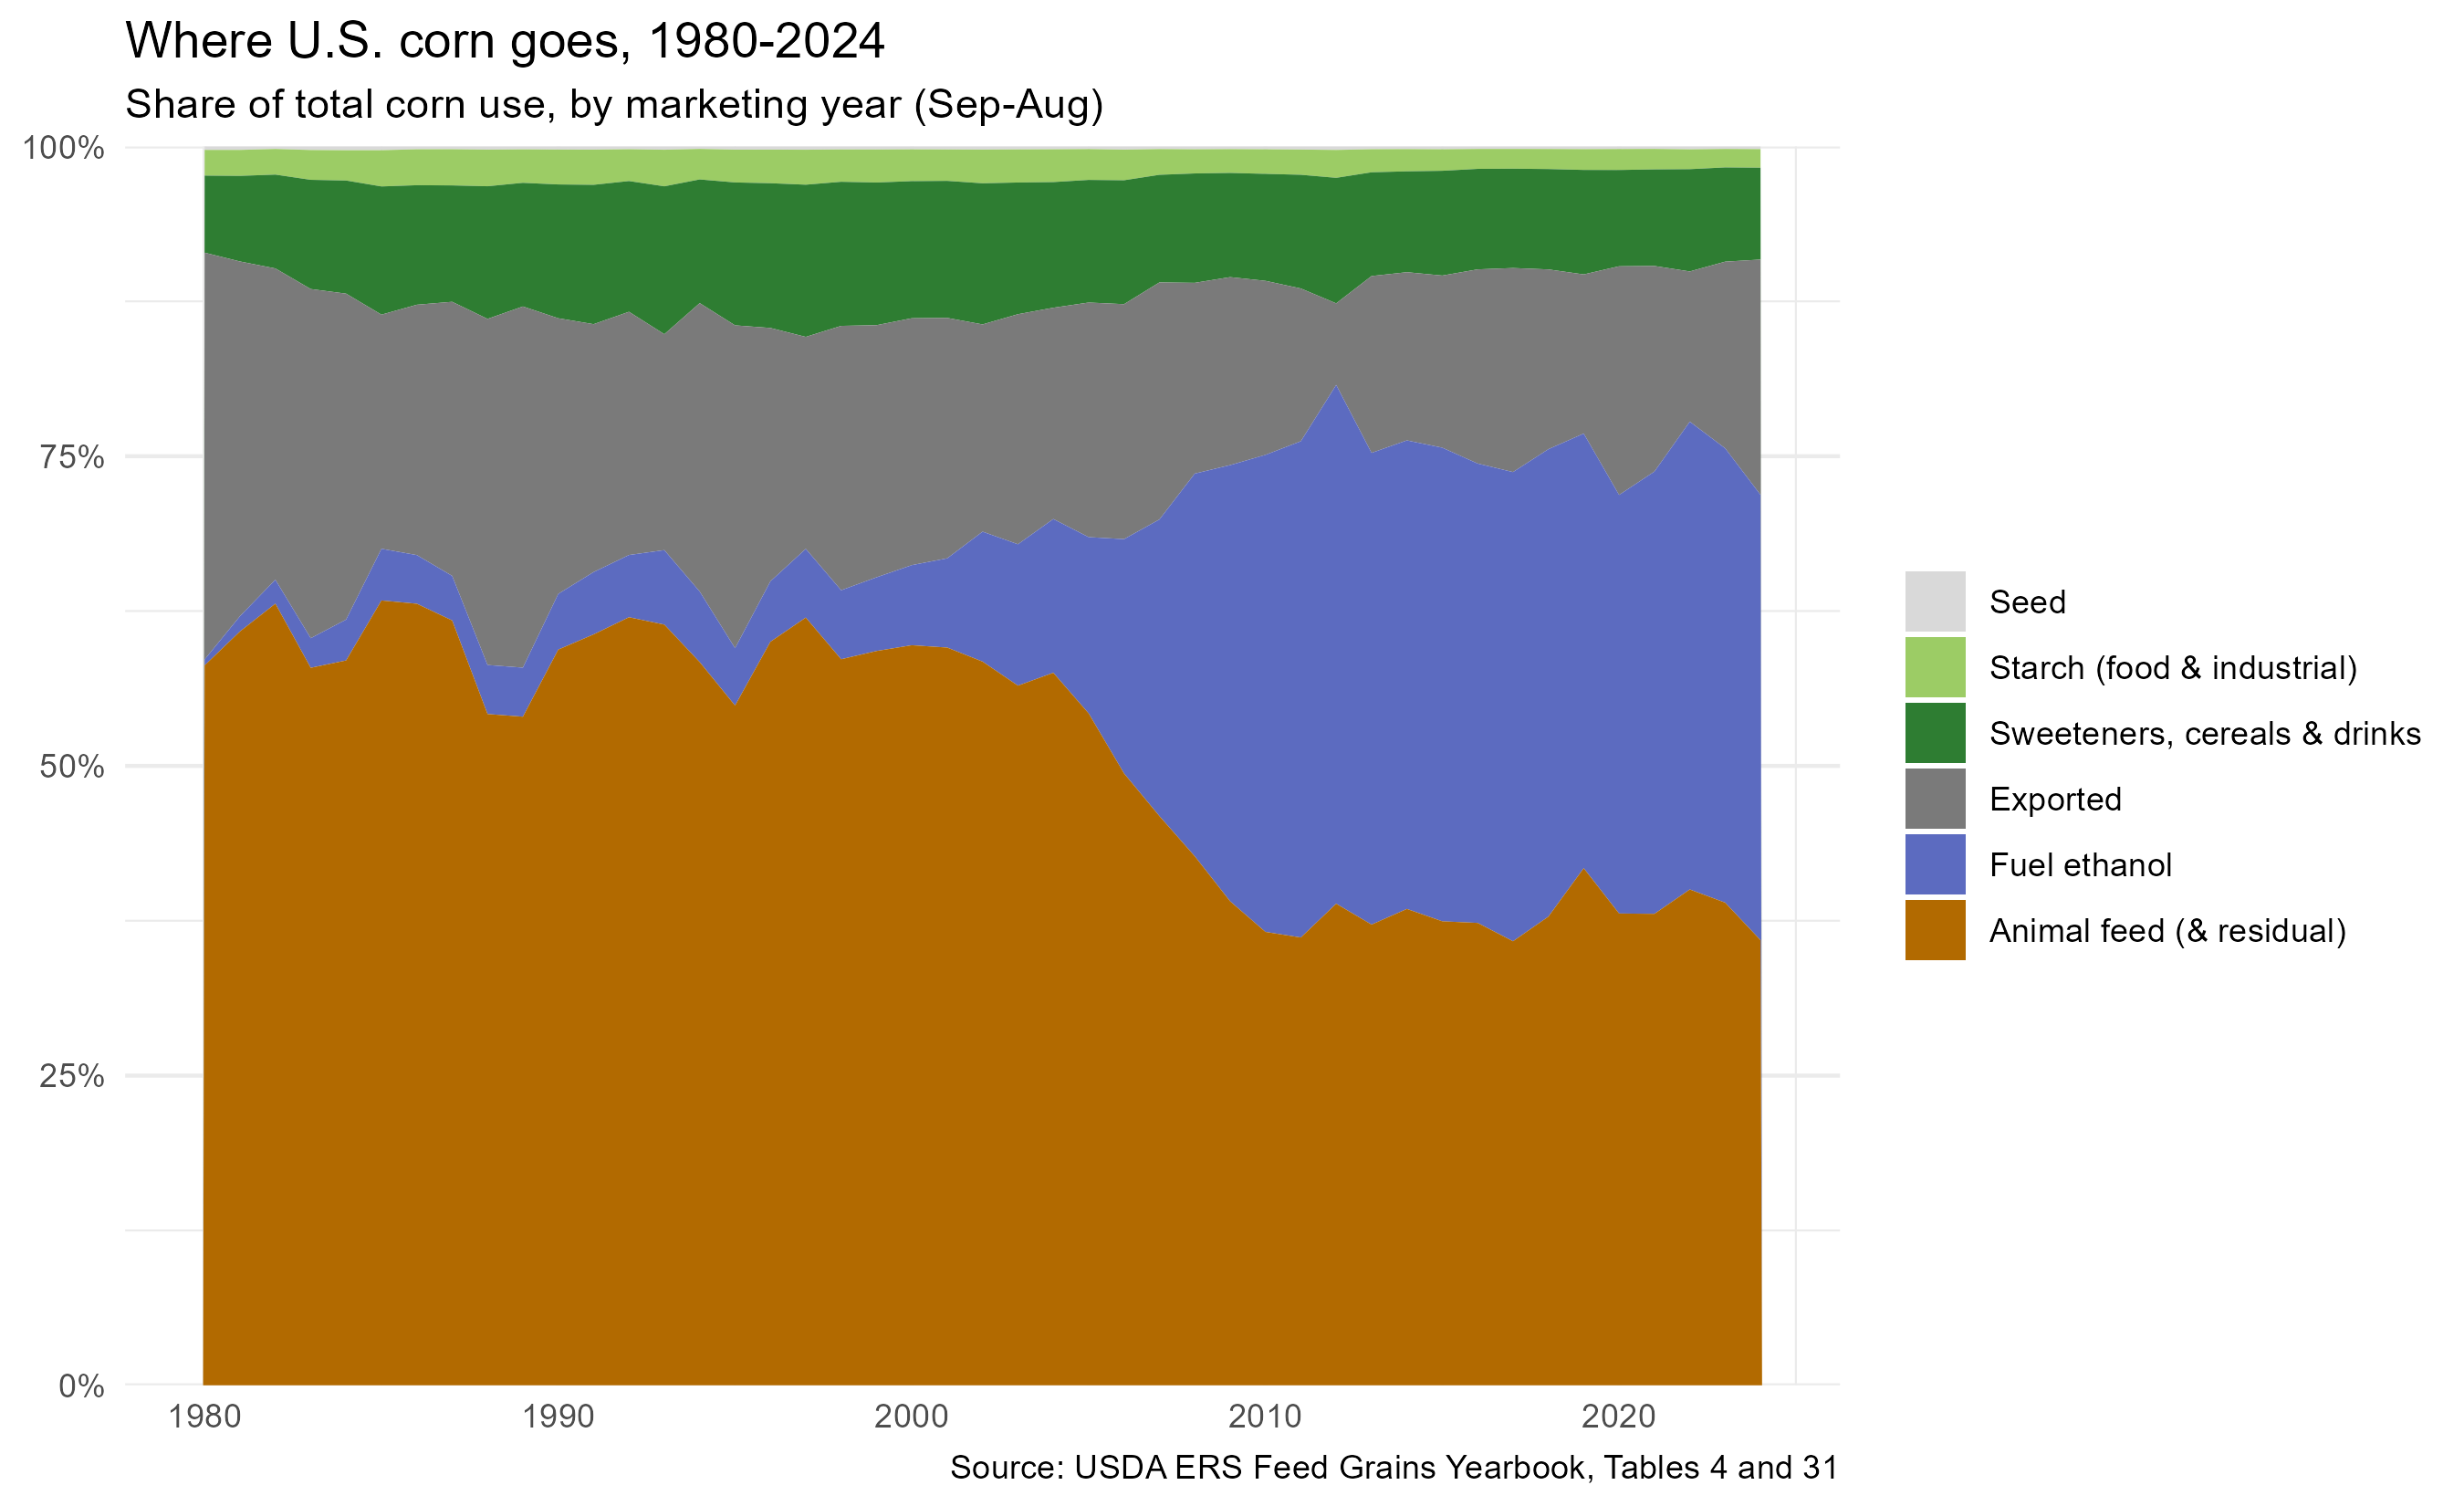 Where U.S. corn goes, 1980-2024
Share of total corn use, by marketing year (Sep-Aug)
100%
75%
50%
25%
0%
1980
1990
2000
2010
2020
Seed
Starch (food & industrial)
Sweeteners, cereals & drinks
Exported
Fuel ethanol
Animal feed (& residual)
Source: USDA ERS Feed Grains Yearbook, Tables 4 and 31